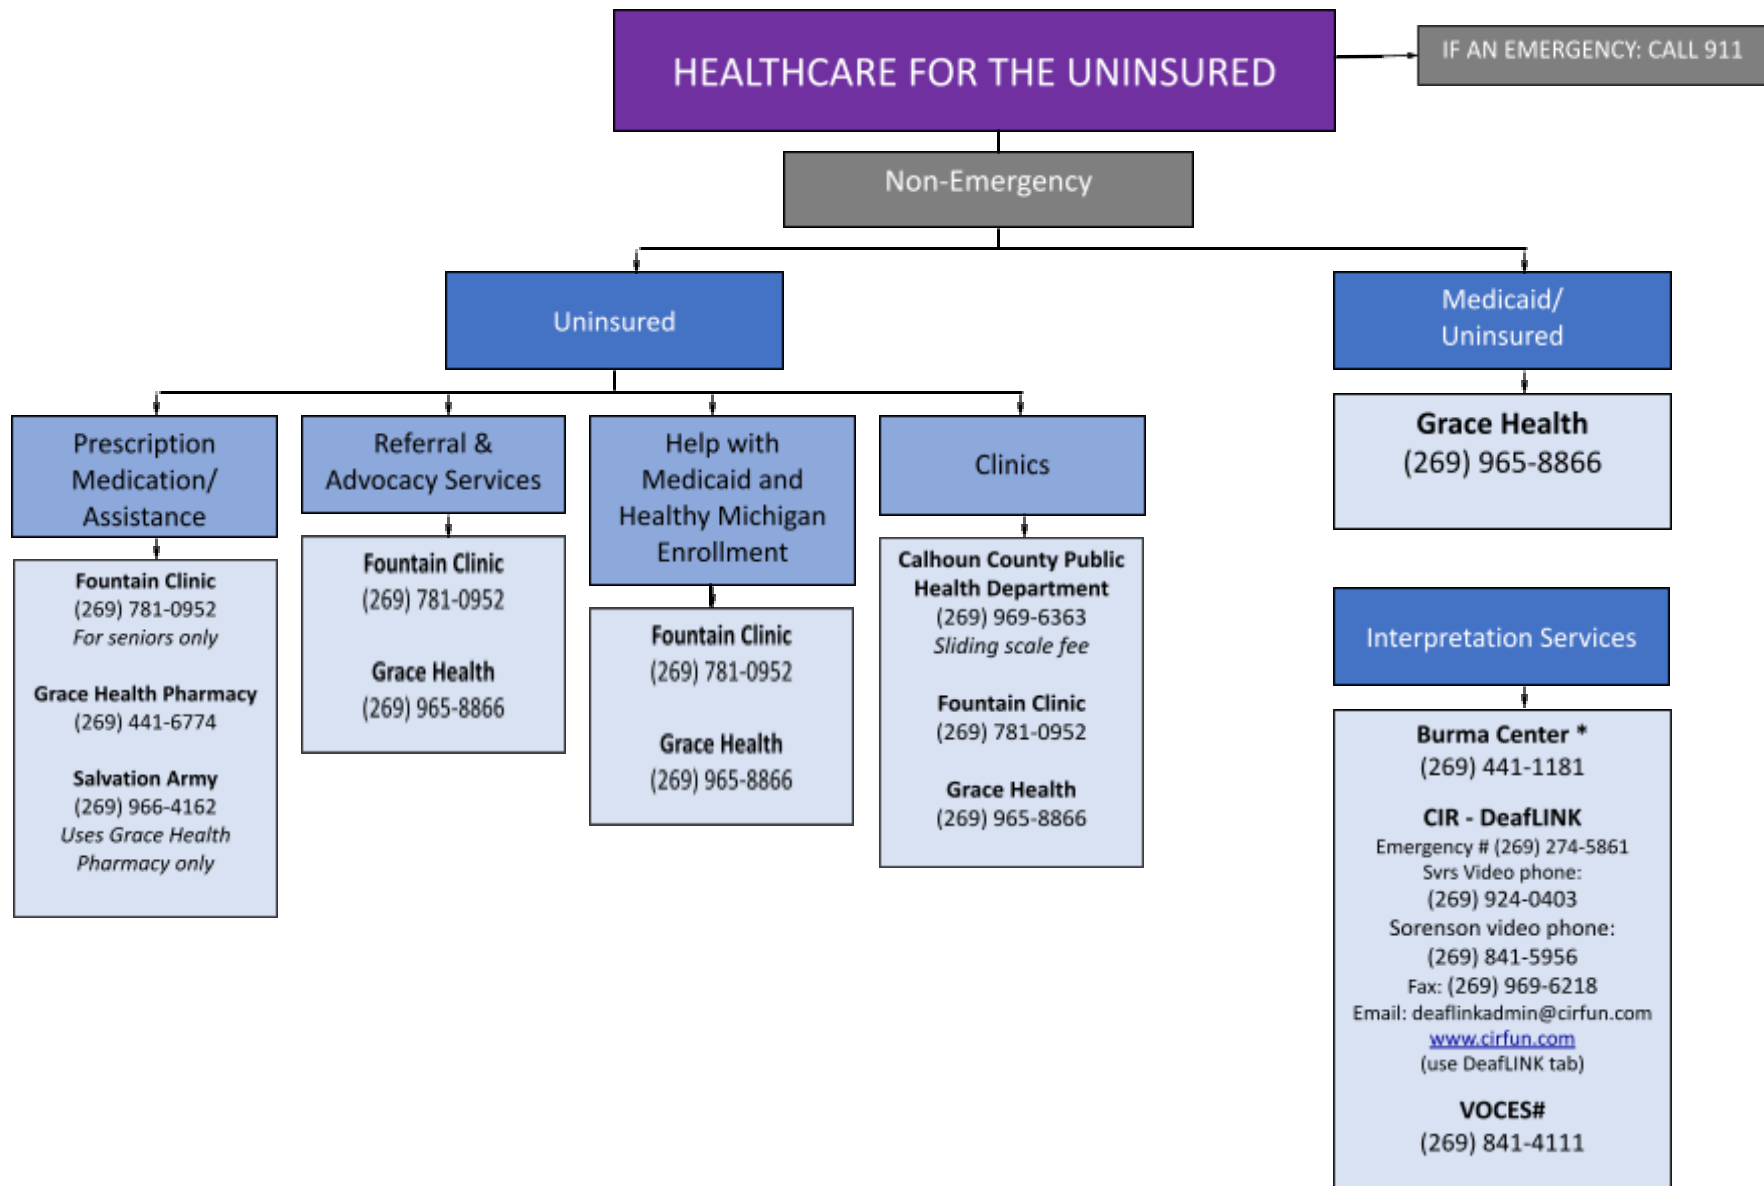 HEALTHCARE FOR THE UNINSURED
IF AN EMERGENCY: CALL 911
Non-Emergency
Uninsured
Medicaid/
Uninsured
Grace Health
(269) 965-8866
Prescription
Medication/
Assistance
Fountain Clinic
(269) 781-0952
For seniors only
Grace Health Pharmacy
(269) 441-6774
Salvation Army
(269) 966-4162
Uses Grace Health
Pharmacy only
Referral &
Advocacy Services
Fountain Clinic
(269) 781-0952
Grace Health
(269) 965-8866
Help with
Medicaid and
Healthy Michigan
Enrollment
Fountain Clinic
(269) 781-0952
Grace Health
(269) 965-8866
Clinics
Calhoun County Public
Health Department
(269) 969-6363
Sliding scale fee
Fountain Clinic
(269) 781-0952
Grace Health
(269) 965-8866
Interpretation Services
Burma Center *
(269) 441-1181
CIR - DeafLINK
Emergency # (269) 274-5861
Svrs Video phone:
(269) 924-0403
Sorenson video phone:
(269) 841-5956
Fax: (269) 969-6218
Email: deaflinkadmin@cirfun.com
www.cirfun.com
(use DeafLINK tab)
VOCES#
(269) 841-4111